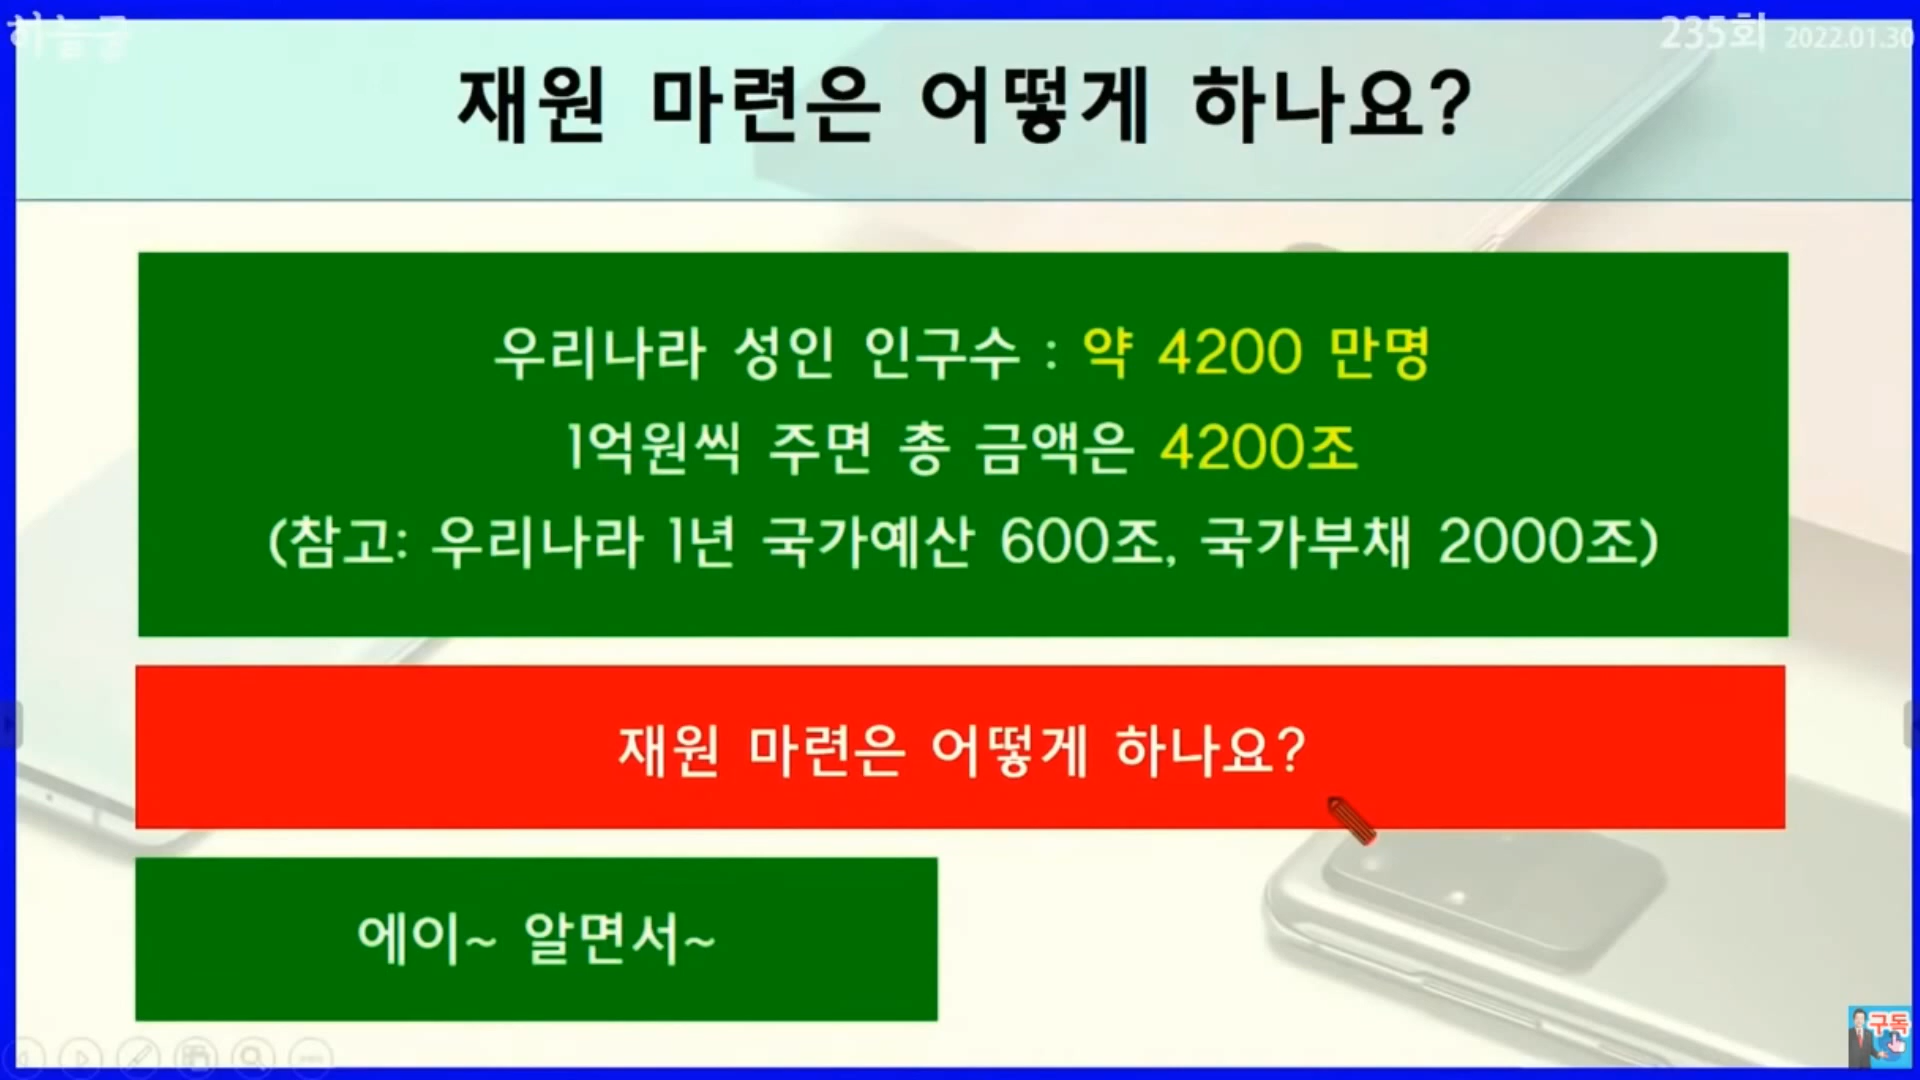 하늘궁
235회 2022.01.30
재원 마련은 어떻게 하나요?
우리나라 성인 인구수 : 약 4200 만명
1억원씩 주면 총 금액은 4200조
(참고: 우리나라 1년 국가예산 600조, 국가부채 2000조)
재원 마련은 어떻게 하나요?
에이~ 알면서~
구독